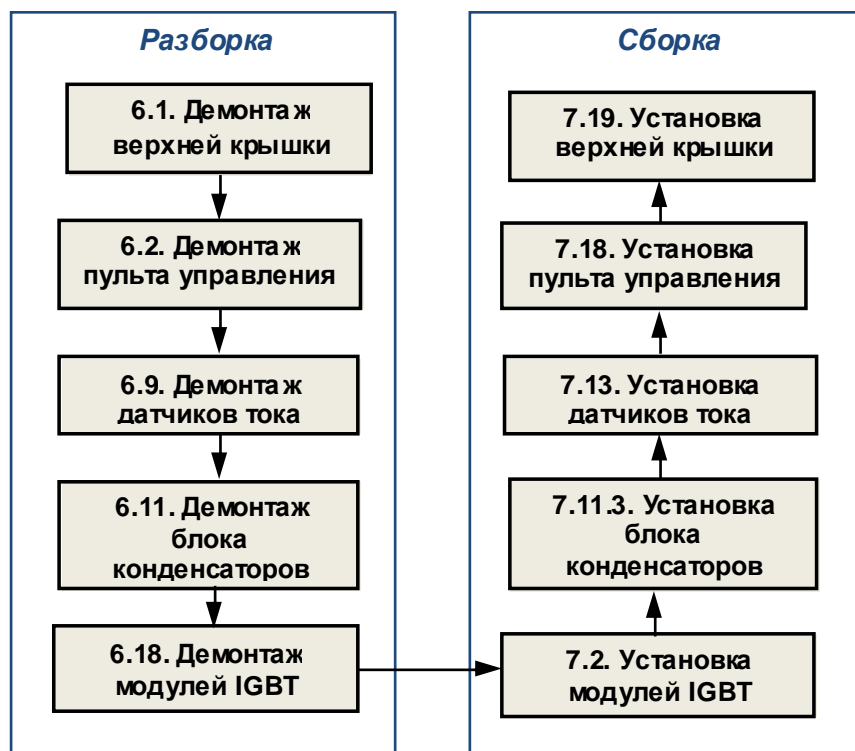 Разборка
6.1. Демонтаж
верхней крышки
6.2. Демонтаж
пульта управления
6.9. Демонтаж
датчиков тока
6.11. Демонтаж
блока
конденсаторов
6.18. Демонтаж
модулей IGBT
Сборка
7.19. Установка
верхней крышки
7.18. Установка
пульта управления
7.13. Установка
датчиков тока
7.11.3. Установка
блока
конденсаторов
7.2. Установка
модулей IGBT